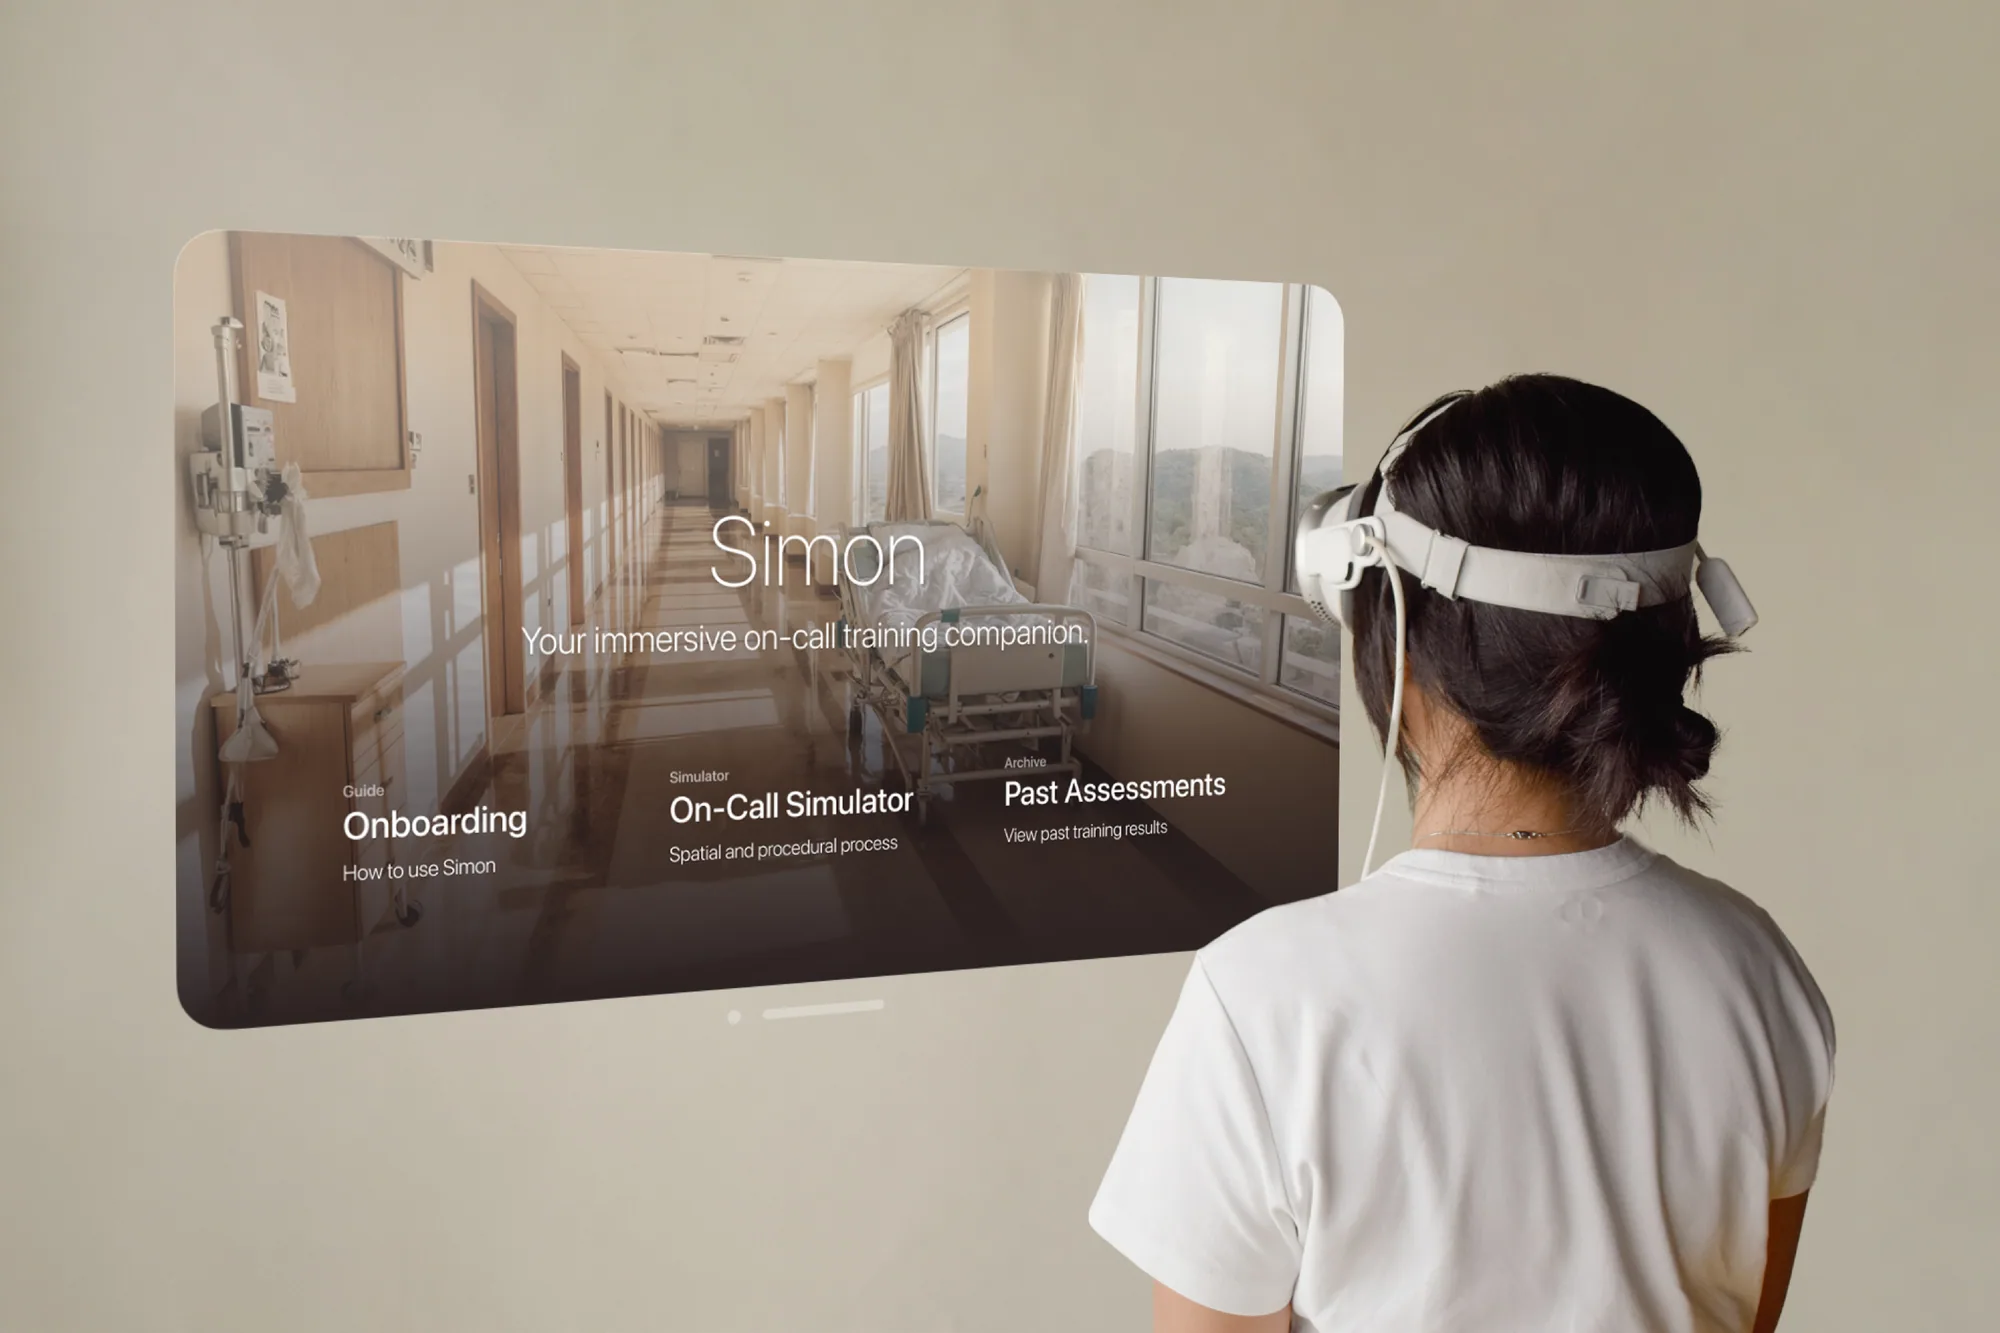 Simon
Your immersive on-call training companion.
Guide
Onboarding
How to use Simon
Simulator
On-Call Simulator
Spatial and procedural process
Archive
Past Assessments
View past training results